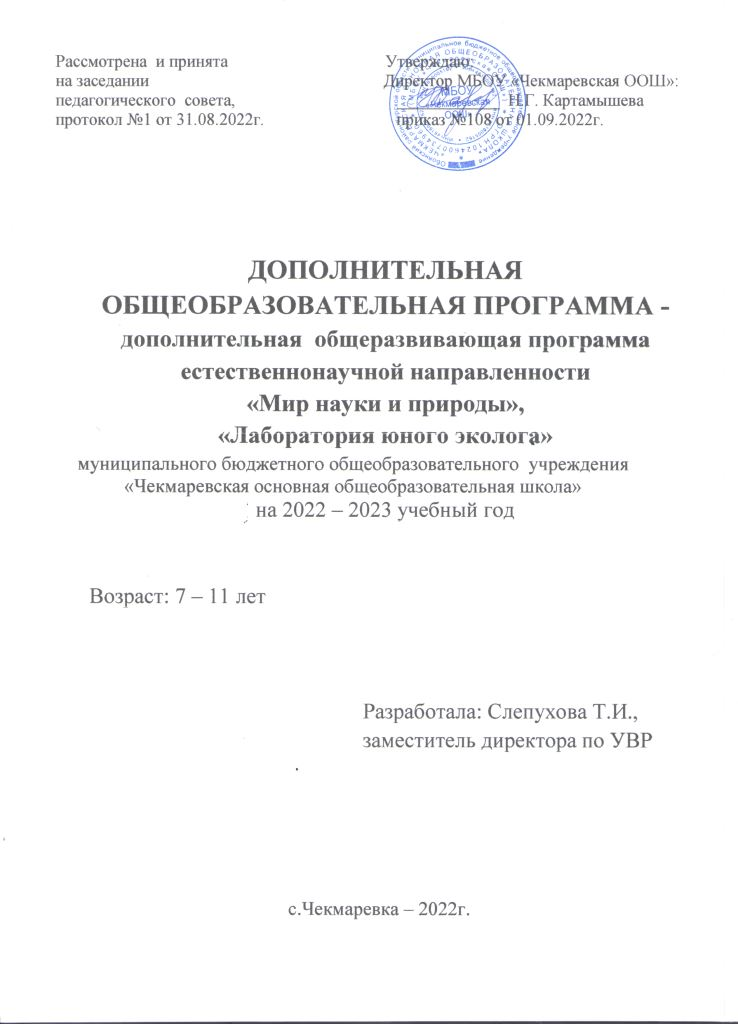 Рассмотрена и принята
на заседании
педагогического совета,
протокол №1 от 31.08.2022г.
Утверждаю:
Директор МБОУ «Чекмаревская ООШ»:
Н.Г. Картамышева
приказ №108 от 01.09.2022г.
МБОУ
«Чекмаревская
ООШ»
ДОПОЛНИТЕЛЬНАЯ
ОБЩЕОБРАЗОВАТЕЛЬНАЯ ПРОГРАММА -
дополнительная общеразвивающая программа
естественнонаучной направленности
«Мир науки и природы»,
«Лаборатория юного эколога»
муниципального бюджетного общеобразовательного учреждения
«Чекмаревская основная общеобразовательная школа»
на 2022 – 2023 учебный год
Возраст: 7 – 11 лет
Разработала: Слепухова Т.И.,
заместитель директора по УВР
с.Чекмаревка – 2022г.